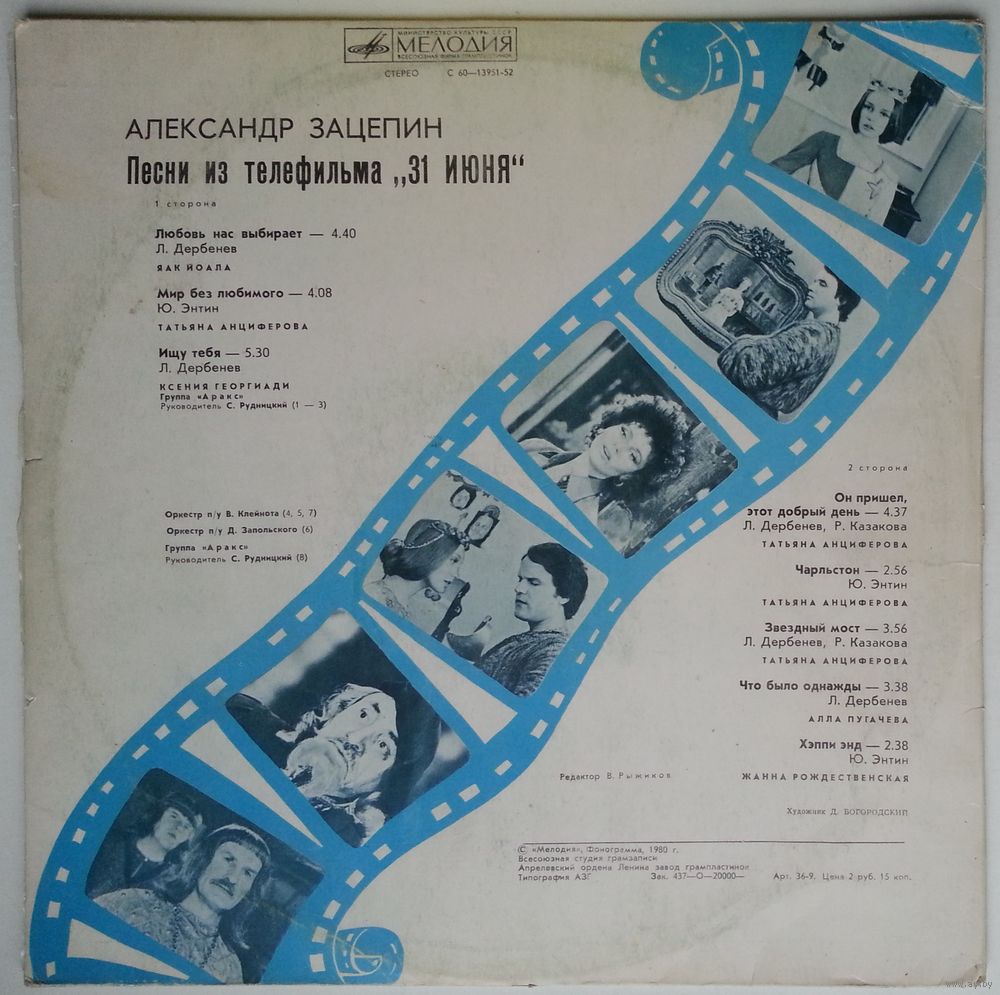 МИНИСТЕРСТВО КУЛЬТУРЫ СССР
МЕЛОДИЯ
ВСЕСОЮЗНАЯ ФИРМА ГРАМПЛАСТИНОК
СТЕРЕО С 60—13951-52
АЛЕКСАНДР ЗАЦЕПИН
Песни из телефильма „31 ИЮНЯ“
1 сторона
Любовь нас выбирает — 4.40
Л. Дербенев
ЯАК ЙОАЛА
Мир без любимого — 4.08
Ю. Энтин
ТАТЬЯНА АНЦИФЕРОВА
Ищу тебя — 5.30
Л. Дербенев
КСЕНИЯ ГЕОРГИАДИ
Группа «Аракс»
Руководитель С. Рудницкий (1 — 3)
Оркестр п/у В. Клейнота (4, 5, 7)
Оркестр п/у Д. Запольского (6)
Группа «Аракс»
Руководитель С. Рудницкий (8)
2 сторона
Он пришел,
этот добрый день — 4.37
Л. Дербенев, Р. Казакова
ТАТЬЯНА АНЦИФЕРОВА
Чарльстон — 2.56
Ю. Энтин
ТАТЬЯНА АНЦИФЕРОВА
Звездный мост — 3.56
Л. Дербенев, Р. Казакова
ТАТЬЯНА АНЦИФЕРОВА
Что было однажды — 3.38
Л. Дербенев
АЛЛА ПУГАЧЕВА
Хэппи энд — 2.38
Ю. Энтин
ЖАННА РОЖДЕСТВЕНСКАЯ
Редактор В. Рыжиков
Художник Д. БОГОРОДСКИЙ
© «Мелодия», Фонограмма, 1980 г.
Всесоюзная студия грамзаписи
Апрелевский ордена Ленина завод грампластинок
Типография АЗГ Зак. 437—О—20000— Арт. 36-9. Цена 2 руб. 15 коп.
www.ay.by